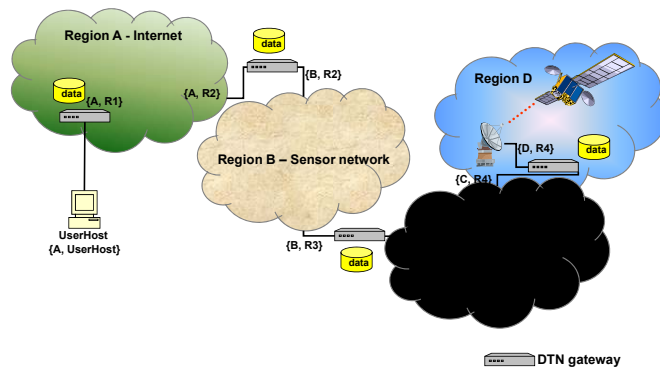 Region A - Internet
data
{A, R1}
{A, R2}
data
{B, R2}
UserHost
{A, UserHost}
Region B – Sensor network
{B, R3}
data
Region D
data
{D, R4}
{C, R4}
DTN gateway